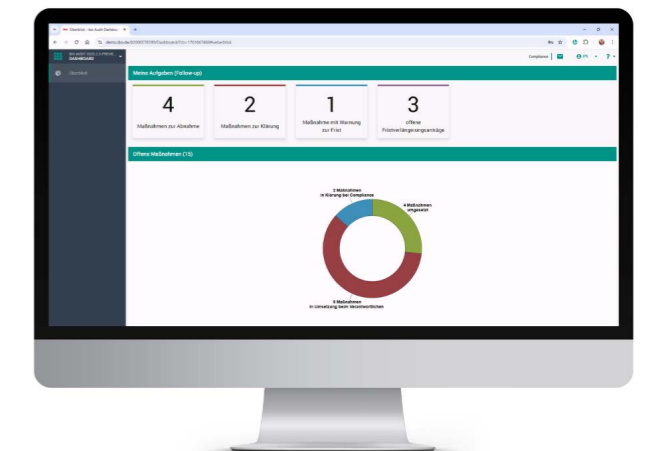 DASHBOARD
Compliance
Überblick
Meine Aufgaben (Follow-up)
4
Maßnahmen zur Abnahme
2
Maßnahmen zur Klärung
1
Maßnahme mit Warnung
zur Frist
3
offene
Fristverlängerungsanträge
Offene Maßnahmen (15)
2 Maßnahmen
in Klärung bei Compliance
4 Maßnahmen
umgesetzt
9 Maßnahmen
in Umsetzung beim Verantwortlichen